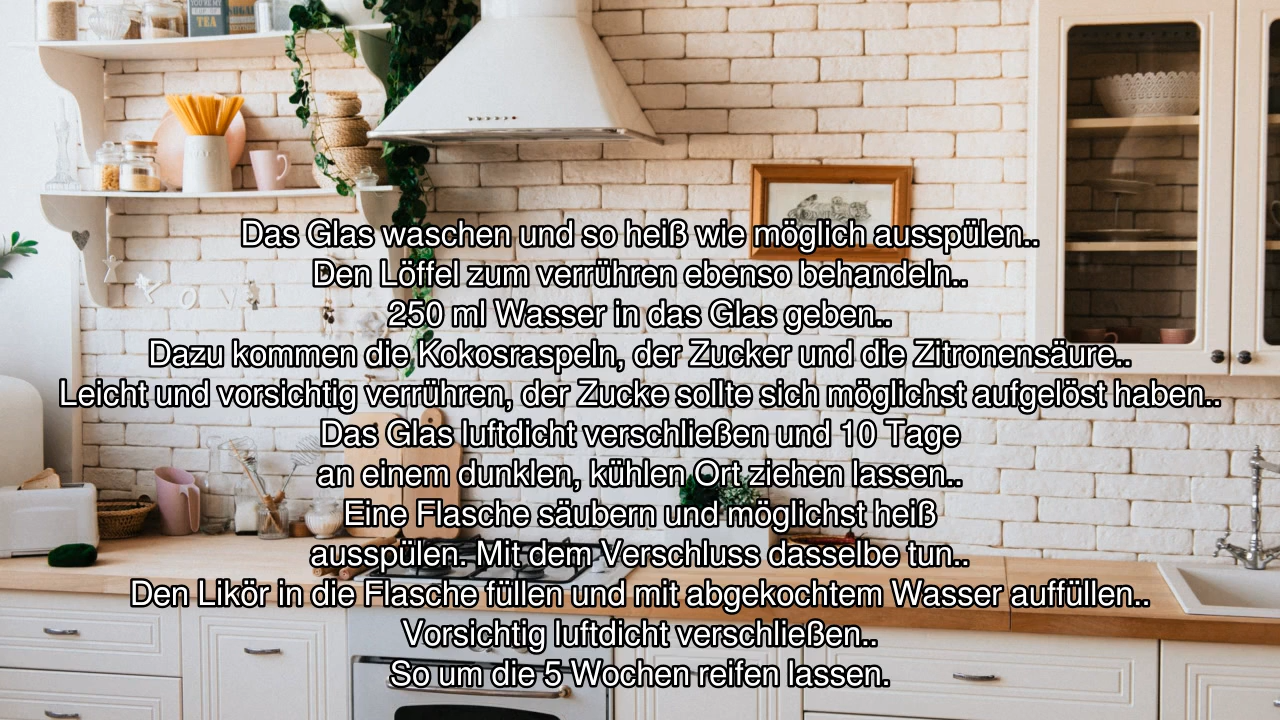 TEA
Das Glas waschen und so heiß wie möglich ausspülen..
Den Löffel zum verrühren ebenso behandeln..
250 ml Wasser in das Glas geben..
Dazu kommen die Kokosraspeln, der Zucker und die Zitronensäure..
Leicht und vorsichtig verrühren, der Zucke sollte sich möglichst aufgelöst haben..
Das Glas luftdicht verschließen und 10 Tage
an einem dunklen, kühlen Ort ziehen lassen..
Eine Flasche säubern und möglichst heiß
ausspülen. Mit dem Verschluss dasselbe tun..
Den Likör in die Flasche füllen und mit abgekochtem Wasser auffüllen..
Vorsichtig luftdicht verschließen..
So um die 5 Wochen reifen lassen.